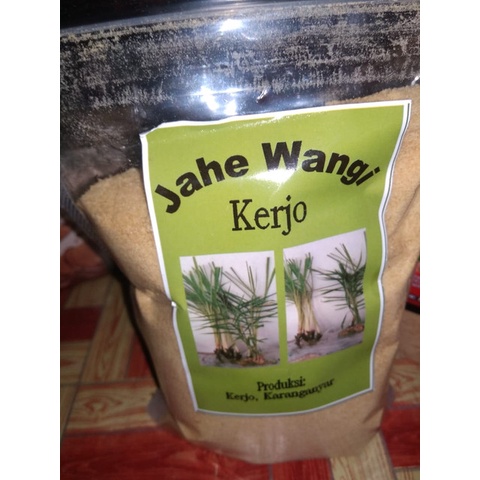 Jahe Wangi
Kerjo
Produksi:
Kerjo, Karanganyar